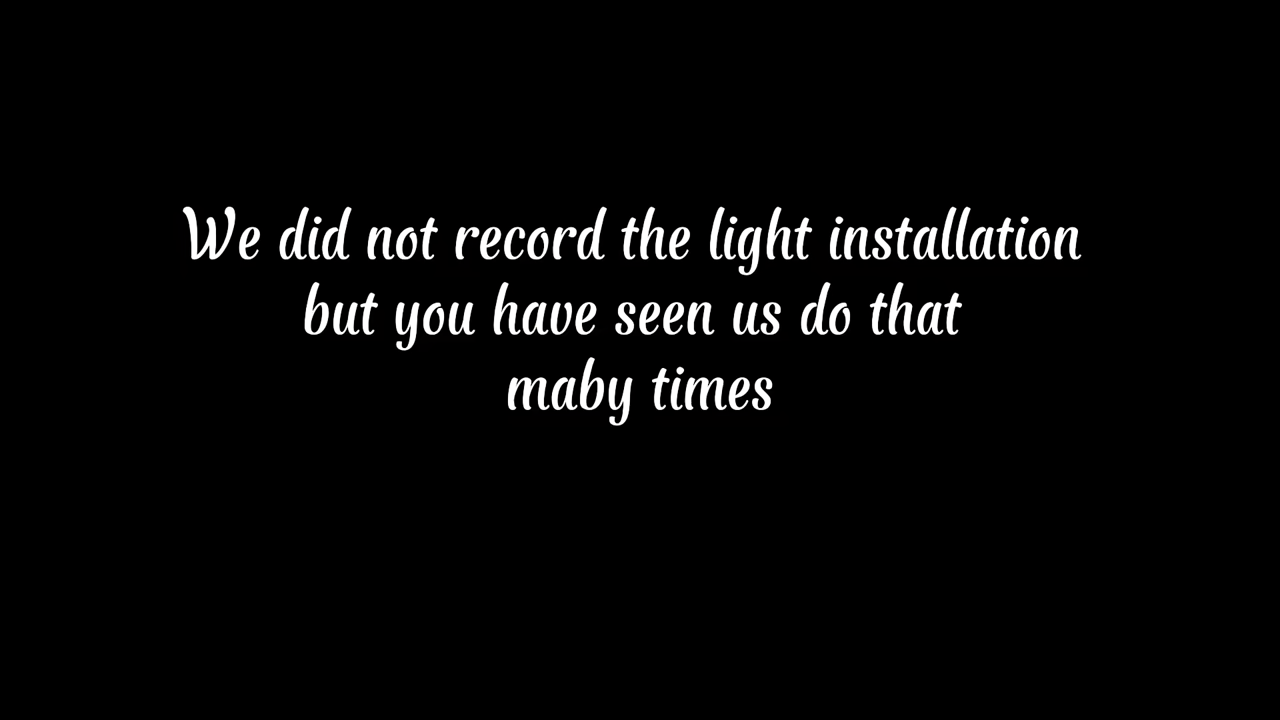 We did not record the light installation
but you have seen us do that
maby times